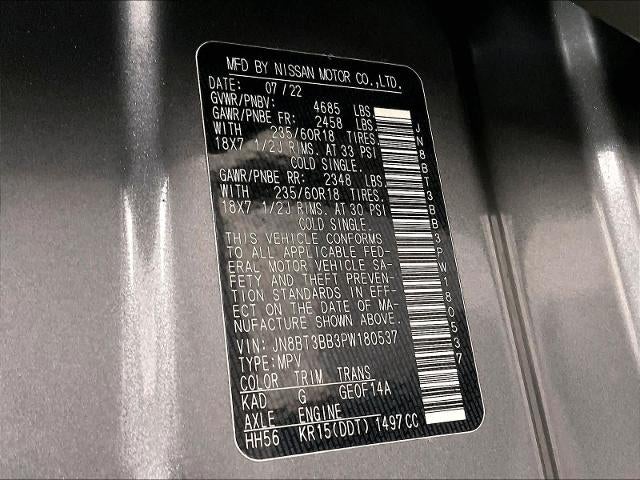 MFD BY NISSAN MOTOR CO.,LTD.
DATE: 07/22
GVWR/PNBV: 4685 LBS.
GAWR/PNBE FR: 2458 LBS.
WITH 235/60R18 TIRES.
18X7 1/2J RIMS. AT 33 PSI
COLD SINGLE.
GAWR/PNBE RR: 2348 LBS.
WITH 235/60R18 TIRES.
18X7 1/2J RIMS. AT 30 PSI
COLD SINGLE.
THIS VEHICLE CONFORMS
TO ALL APPLICABLE FED-
ERAL MOTOR VEHICLE SA-
FETY AND THEFT PREVEN-
TION STANDARDS IN EFF-
ECT ON THE DATE OF MA-
NUFACTURE SHOWN ABOVE.
VIN: JN8BT3BB3PW180537
TYPE: MPV
COLOR TRIM TRANS
KAD G GE0F14A
AXLE ENGINE
HH56 KR15(DDT) 1497CC
JN8BT3BB3PW180537